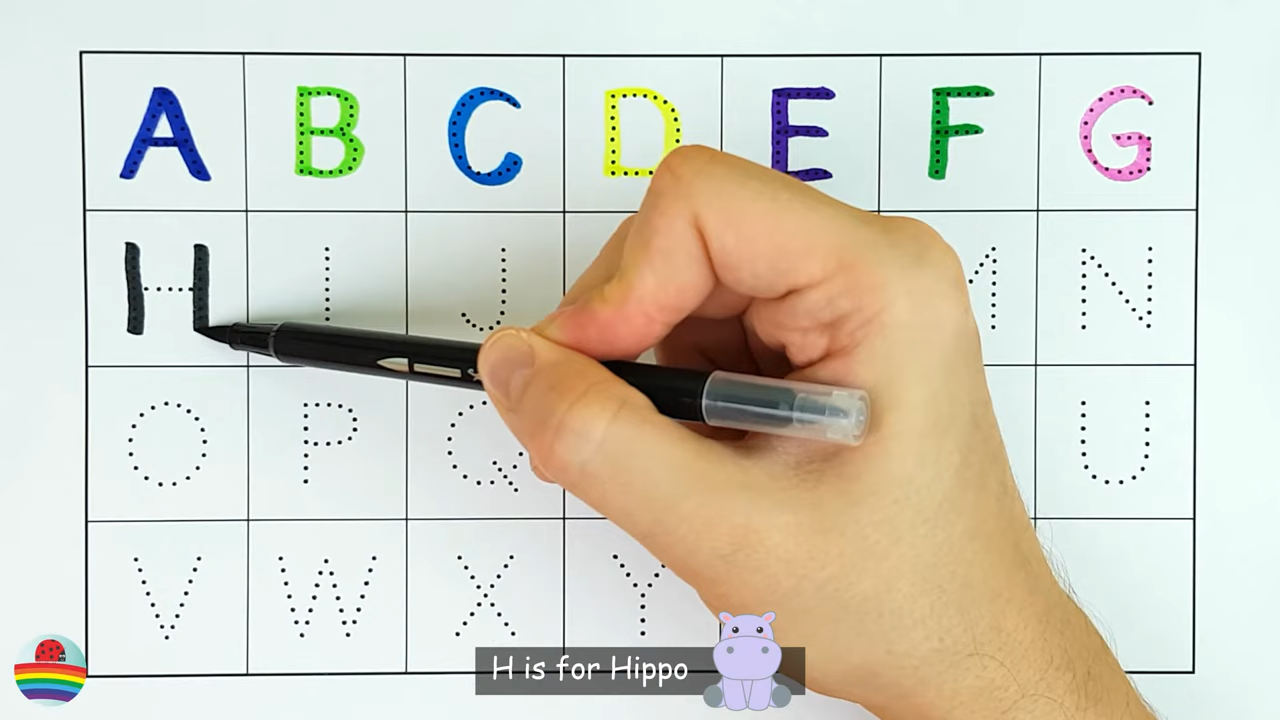 A B C D E F G
H I J M N
O P Q U
V W X Y
H is for Hippo